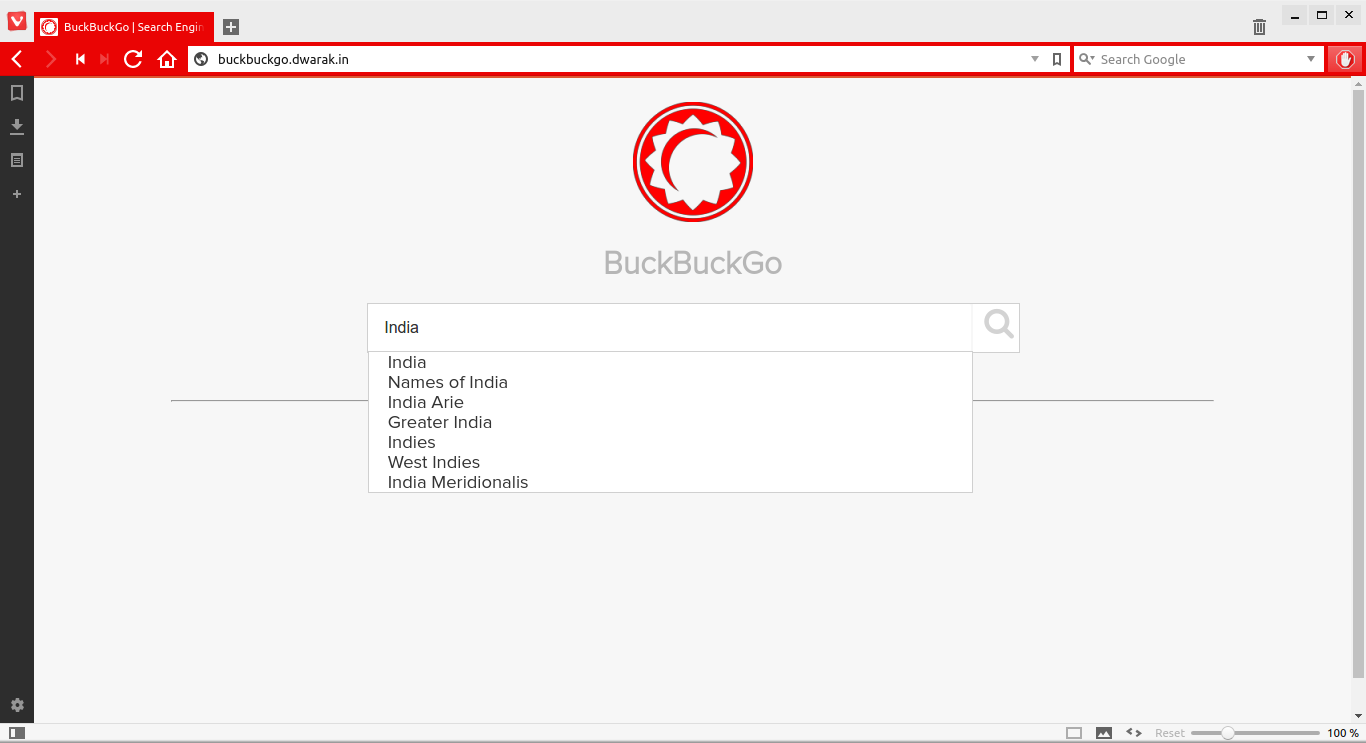 BuckBuckGo | Search Engin
buckbuckgo.dwarak.in
Search Google
BuckBuckGo
India
India
Names of India
India Arie
Greater India
Indies
West Indies
India Meridionalis
Reset
100 %